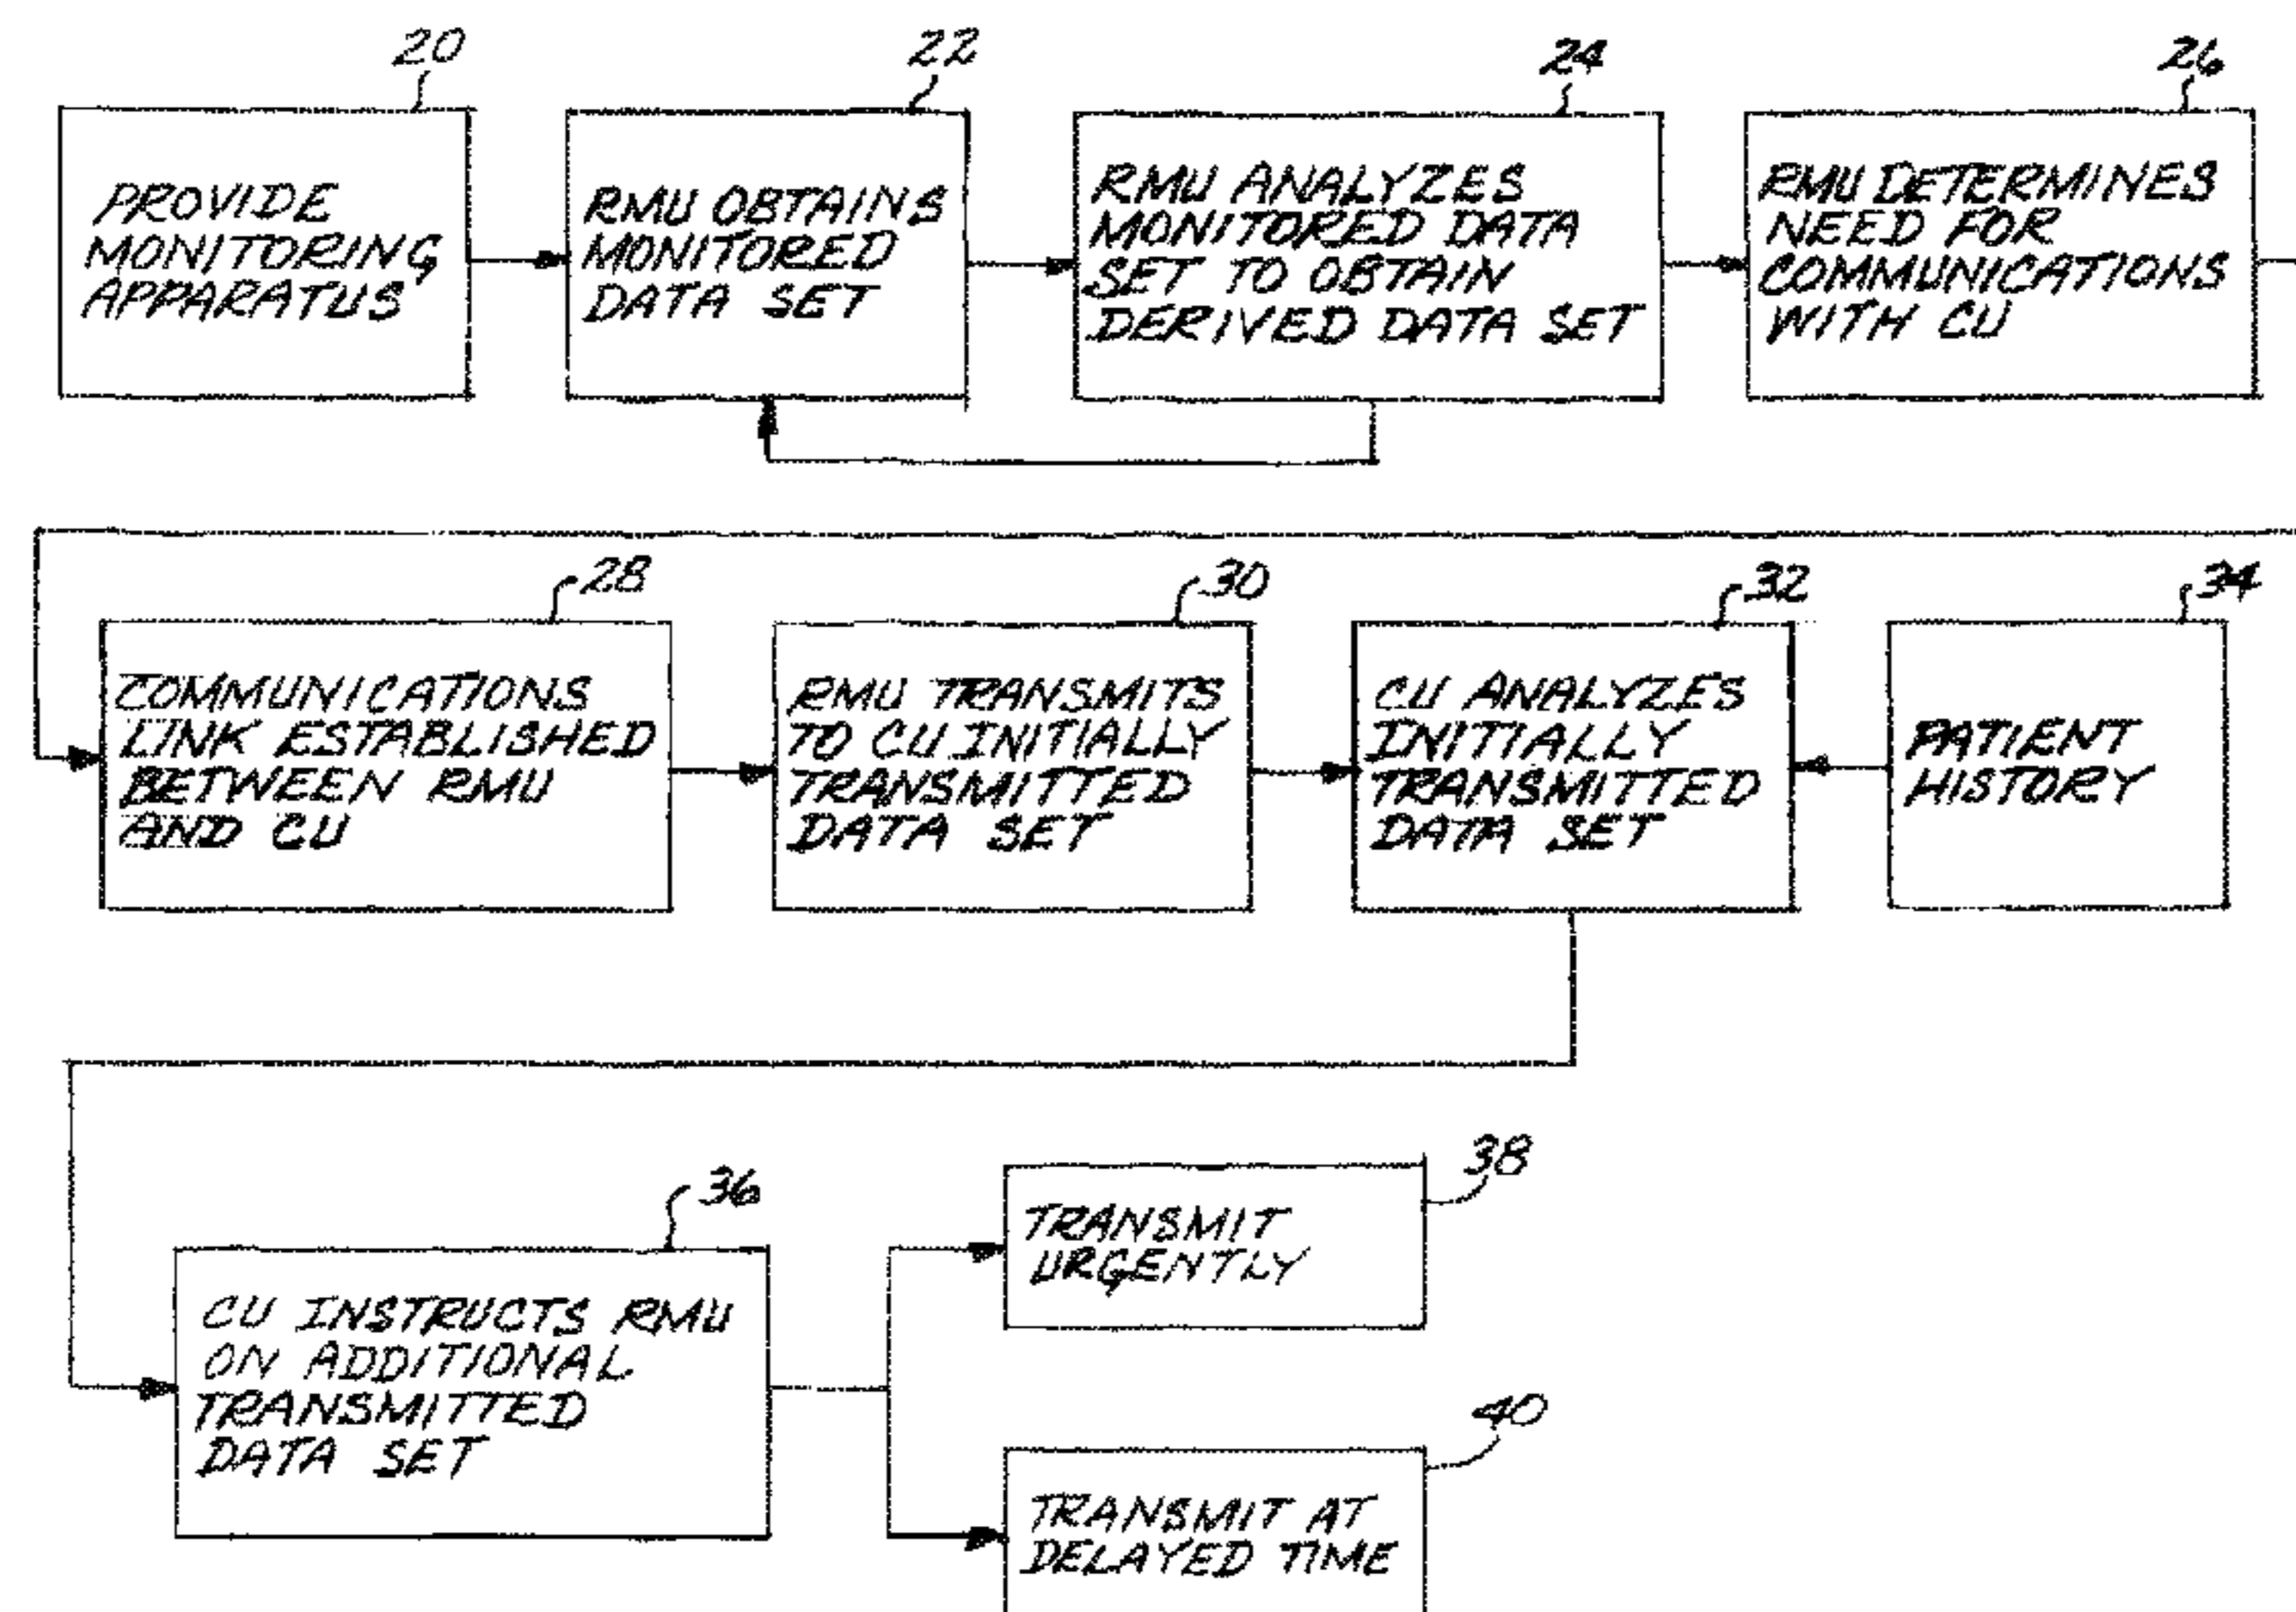 20
PROVIDE
MONITORING
APPARATUS
22
RMU OBTAINS
MONITORED
DATA SET
24
RMU ANALYZES
MONITORED DATA
SET TO OBTAIN
DERIVED DATA SET
26
RMU DETERMINES
NEED FOR
COMMUNICATIONS
WITH CU
28
COMMUNICATIONS
LINK ESTABLISHED
BETWEEN RMU
AND CU
30
RMU TRANSMITS
TO CU INITIALLY
TRANSMITTED
DATA SET
32
CU ANALYZES
INITIALLY
TRANSMITTED
DATA SET
34
PATIENT
HISTORY
36
CU INSTRUCTS RMU
ON ADDITIONAL
TRANSMITTED
DATA SET
38
TRANSMIT
URGENTLY
40
TRANSMIT AT
DELAYED TIME